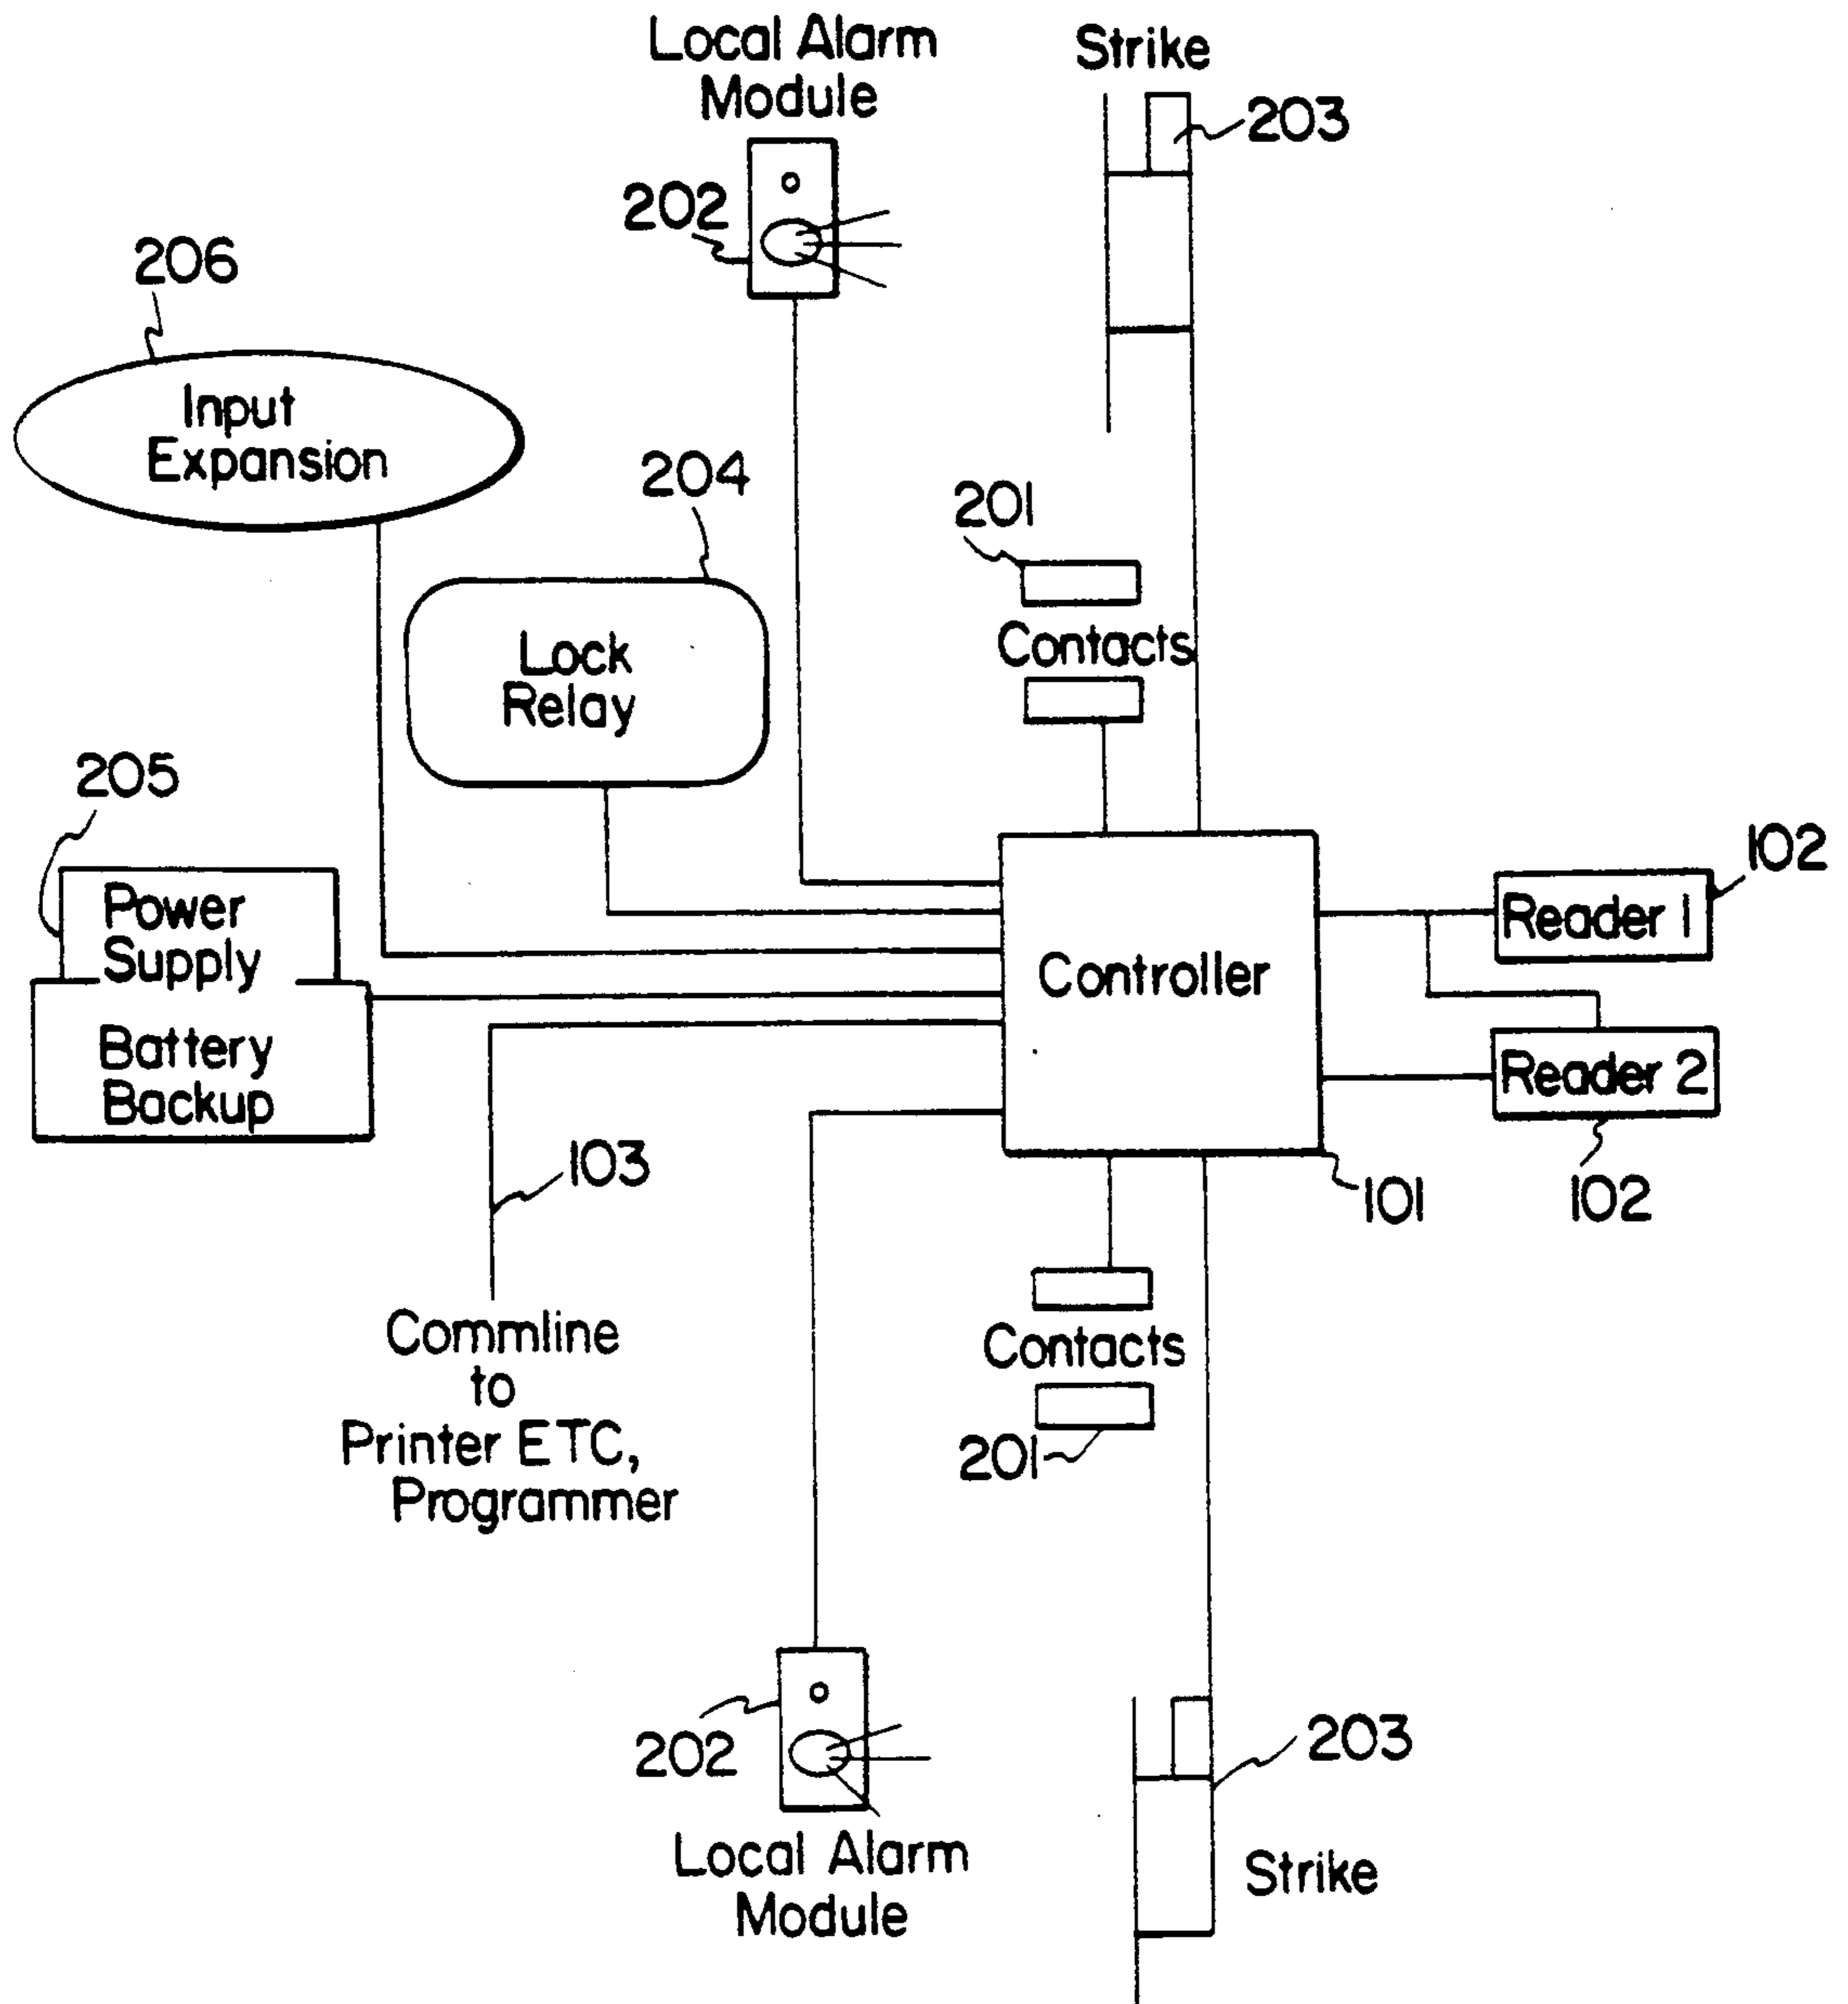 Local Alarm
Module
Strike
203
202
206
Input
Expansion
204
201
Lock
Relay
Contacts
205
102
Power
Supply
Reader 1
Controller
Battery
Backup
Reader 2
103
101
102
Commline
to
Printer ETC,
Programmer
Contacts
201
202
203
Local Alarm
Module
Strike